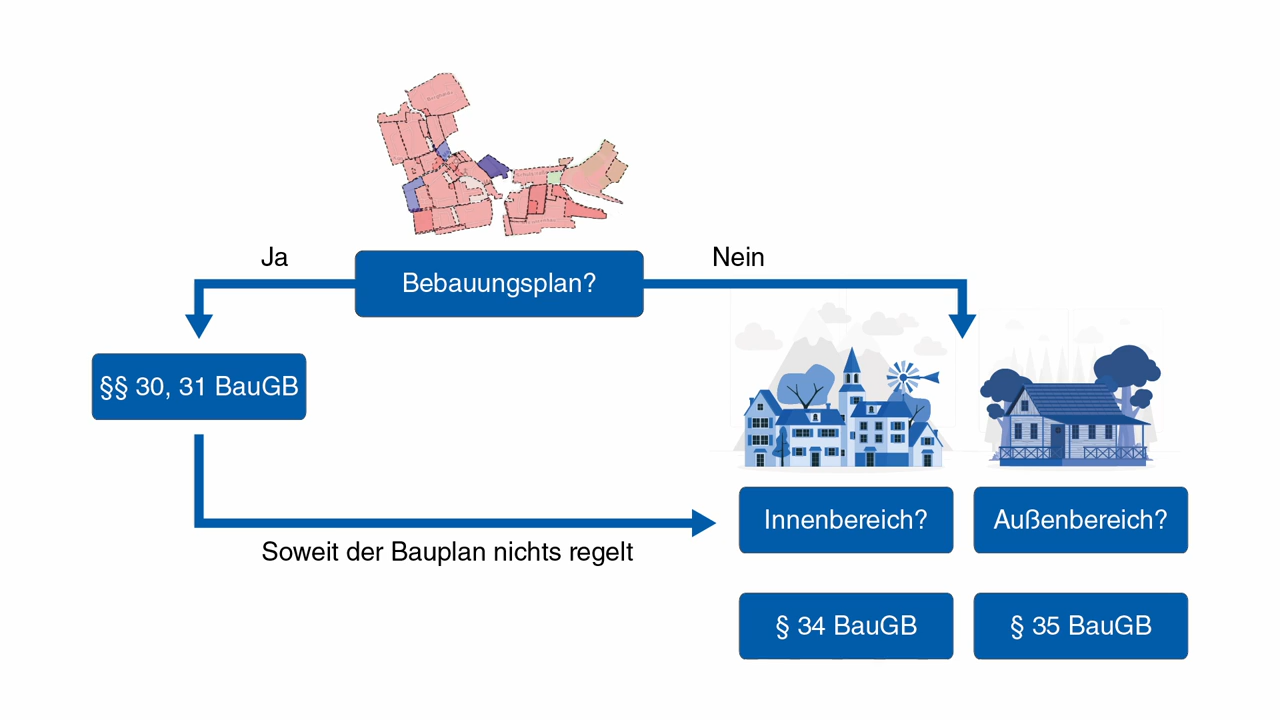 Ja
Bebauungsplan?
Nein
§§ 30, 31 BauGB
Innenbereich?
Außenbereich?
Soweit der Bauplan nichts regelt
§ 34 BauGB
§ 35 BauGB